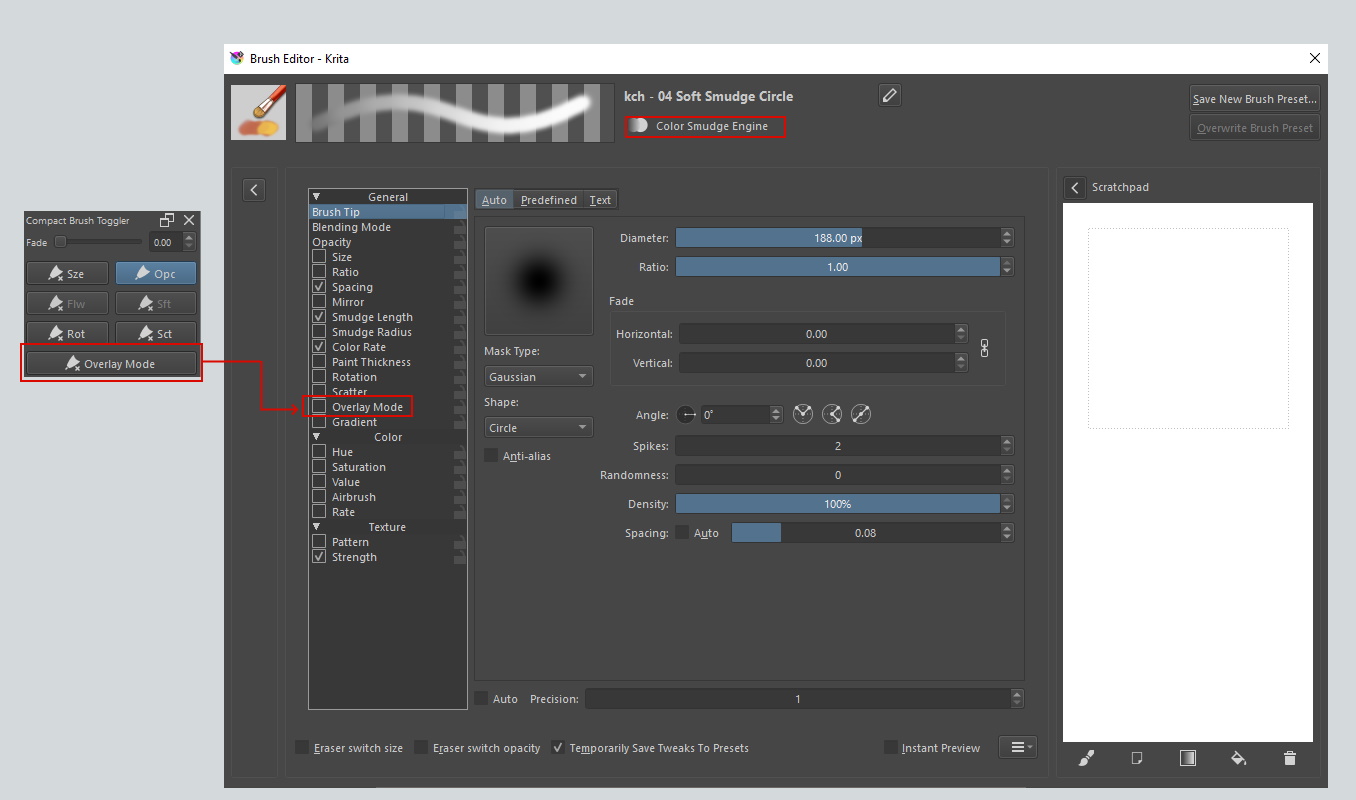 Brush Editor - Krita
kch - 04 Soft Smudge Circle
Color Smudge Engine
Save New Brush Preset...
Overwrite Brush Preset
Compact Brush Toggler
Fade 0.00
Sze Opc
Flw Sft
Rot Sct
Overlay Mode
General
Brush Tip
Blending Mode
Opacity
Size
Ratio
Spacing
Mirror
Smudge Length
Smudge Radius
Color Rate
Paint Thickness
Rotation
Scatter
Overlay Mode
Gradient
Color
Hue
Saturation
Value
Airbrush
Rate
Texture
Pattern
Strength
Auto Predefined Text
Mask Type:
Gaussian
Shape:
Circle
Anti-alias
Diameter: 188.00 px
Ratio: 1.00
Fade
Horizontal: 0.00
Vertical: 0.00
Angle: 0°
Spikes: 2
Randomness: 0
Density: 100%
Spacing: Auto 0.08
Auto Precision: 1
Eraser switch size Eraser switch opacity Temporarily Save Tweaks To Presets Instant Preview
Scratchpad